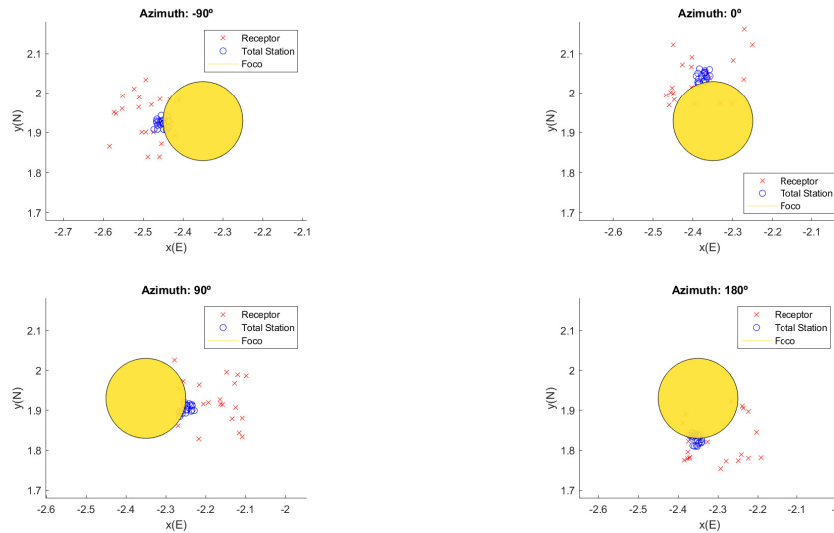 Azimuth: -90º
Receptor
Total Station
Foco
2.1
2
1.9
1.8
1.7
y(N)
-2.7 -2.6 -2.5 -2.4 -2.3 -2.2 -2.1
x(E)
Azimuth: 0º
2.1
2
1.9
1.8
1.7
y(N)
Receptor
Total Station
Foco
-2.6 -2.5 -2.4 -2.3 -2.2 -2.1
x(E)
Azimuth: 90º
Receptor
Total Station
Foco
2.1
2
1.9
1.8
1.7
y(N)
-2.6 -2.5 -2.4 -2.3 -2.2 -2.1 -2
x(E)
Azimuth: 180º
Receptor
Total Station
Foco
2.1
2
1.9
1.8
1.7
y(N)
-2.6 -2.5 -2.4 -2.3 -2.2 -2.1
x(E)